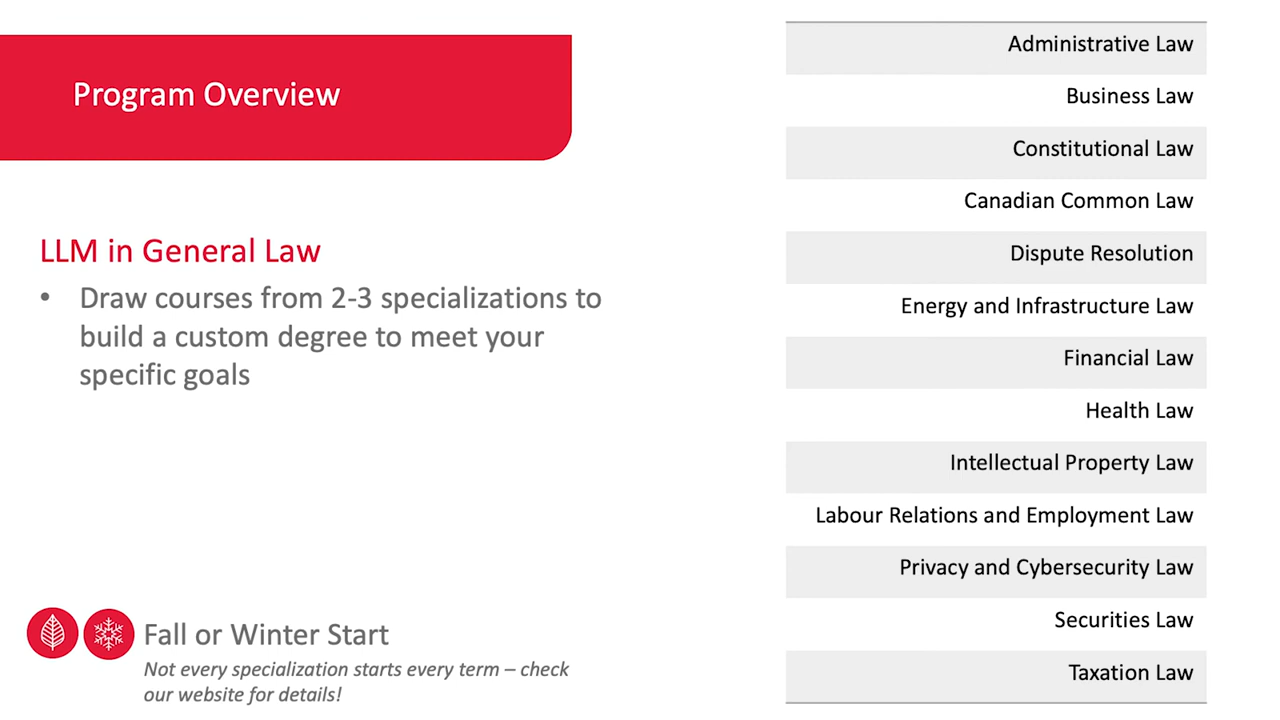 Program Overview
LLM in General Law
• Draw courses from 2-3 specializations to
build a custom degree to meet your
specific goals
Fall or Winter Start
Not every specialization starts every term – check
our website for details!
Administrative Law
Business Law
Constitutional Law
Canadian Common Law
Dispute Resolution
Energy and Infrastructure Law
Financial Law
Health Law
Intellectual Property Law
Labour Relations and Employment Law
Privacy and Cybersecurity Law
Securities Law
Taxation Law